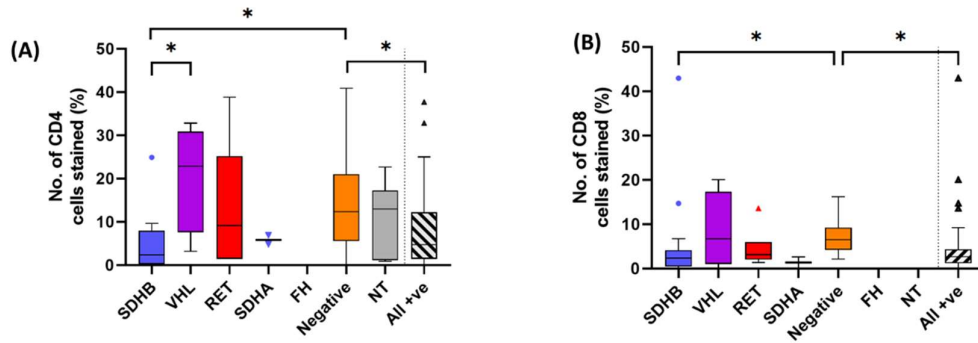 (A)
No. of CD4
cells stained (%)
50
40
30
20
10
0
*
*
*
SDHB
VHL
RET
SDHA
FH
Negative
NT
All +ve
(B)
No. of CD8
cells stained (%)
50
40
30
20
10
0
*
*
SDHB
VHL
RET
SDHA
Negative
FH
NT
All +ve